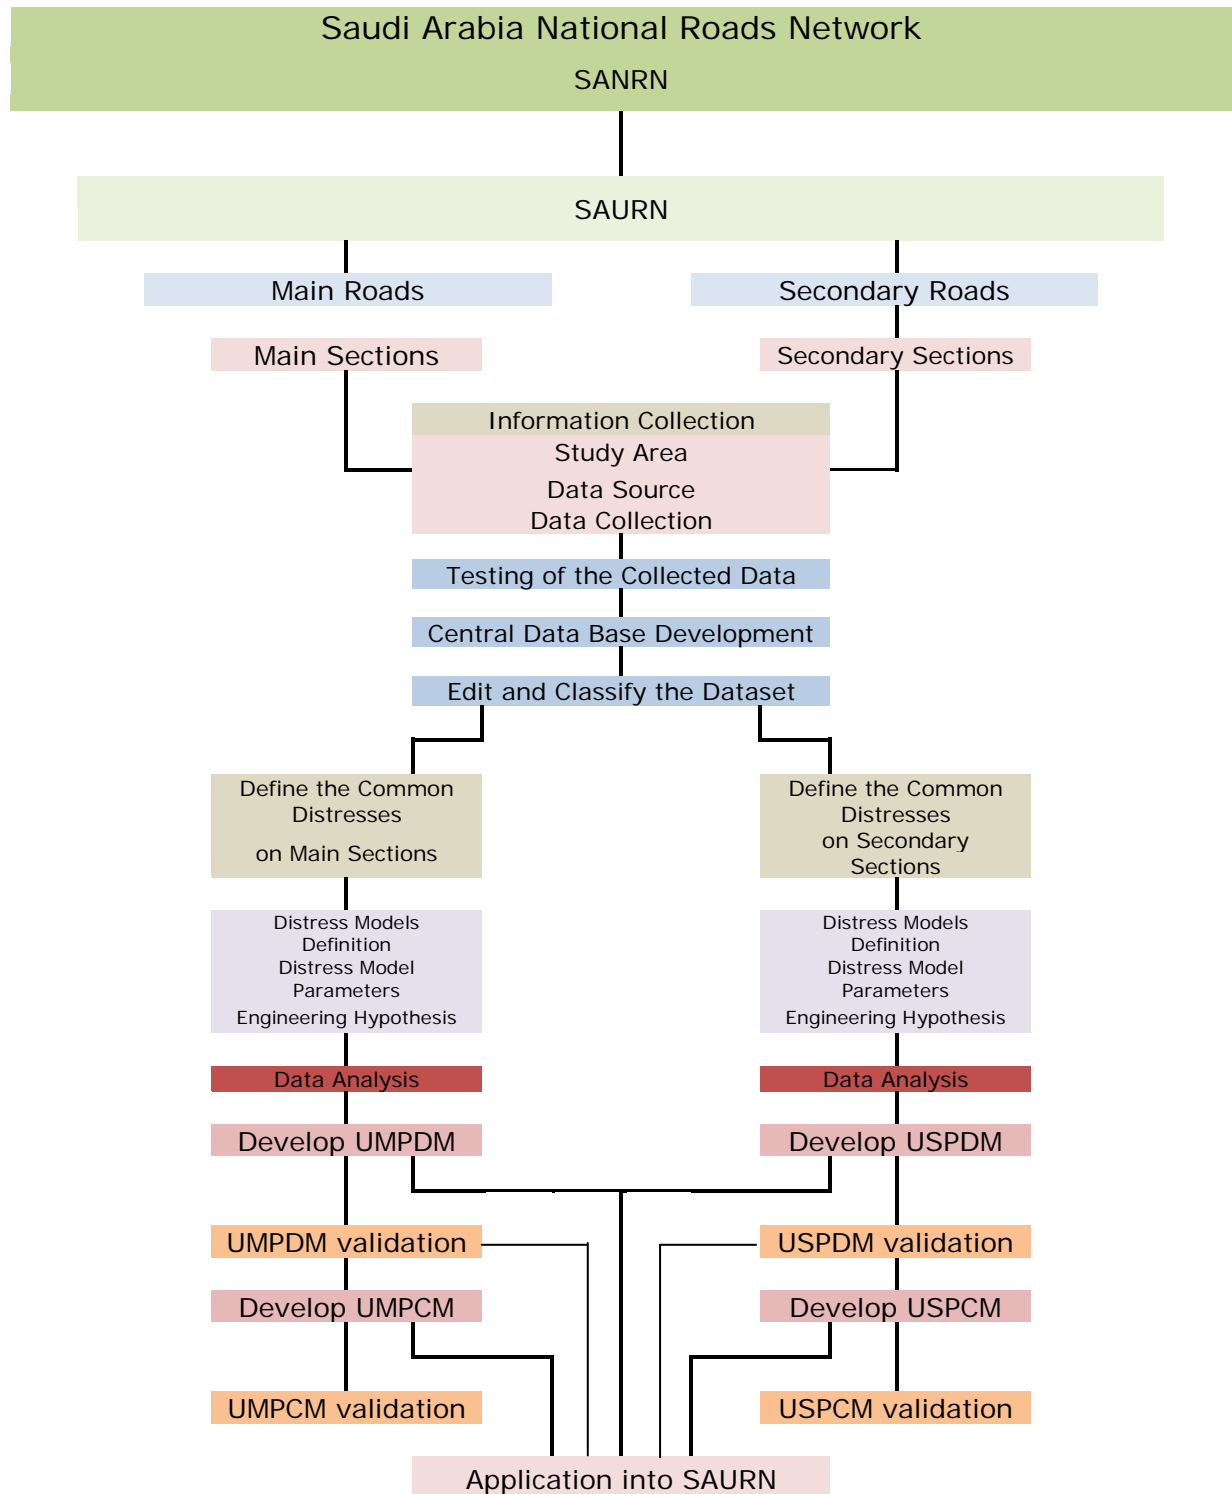 Saudi Arabia National Roads Network
SANRN
SAURN
Main Roads
Secondary Roads
Main Sections
Secondary Sections
Information Collection
Study Area
Data Source
Data Collection
Testing of the Collected Data
Central Data Base Development
Edit and Classify the Dataset
Define the Common
Distresses
on Main Sections
Define the Common
Distresses
on Secondary
Sections
Distress Models
Definition
Distress Model
Parameters
Engineering Hypothesis
Distress Models
Definition
Distress Model
Parameters
Engineering Hypothesis
Data Analysis
Data Analysis
Develop UMPDM
Develop USPDM
UMPDM validation
USPDM validation
Develop UMPCM
Develop USPCM
UMPCM validation
USPCM validation
Application into SAURN